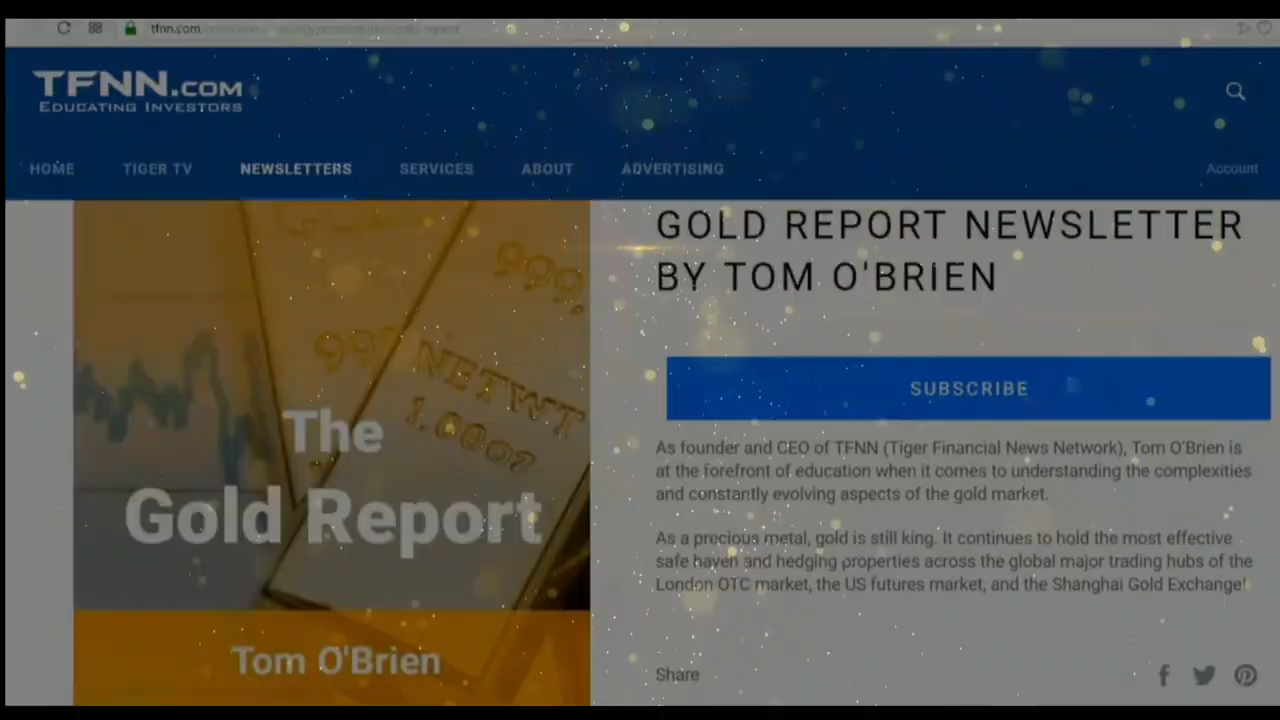 tfnn.com
TFNN.COM
EDUCATING INVESTORS
HOME
TIGER TV
NEWSLETTERS
SERVICES
ABOUT
ADVERTISING
Account
999,
NETWT
1.00OZ
The
Gold Report
Tom O'Brien
GOLD REPORT NEWSLETTER
BY TOM O'BRIEN
SUBSCRIBE
As founder and CEO of TFNN (Tiger Financial News Network), Tom O'Brien is
at the forefront of education when it comes to understanding the complexities
and constantly evolving aspects of the gold market.
As a precious metal, gold is still king. It continues to hold the most effective
safe haven and hedging properties across the global major trading hubs of the
London OTC market, the US futures market, and the Shanghai Gold Exchange!
Share